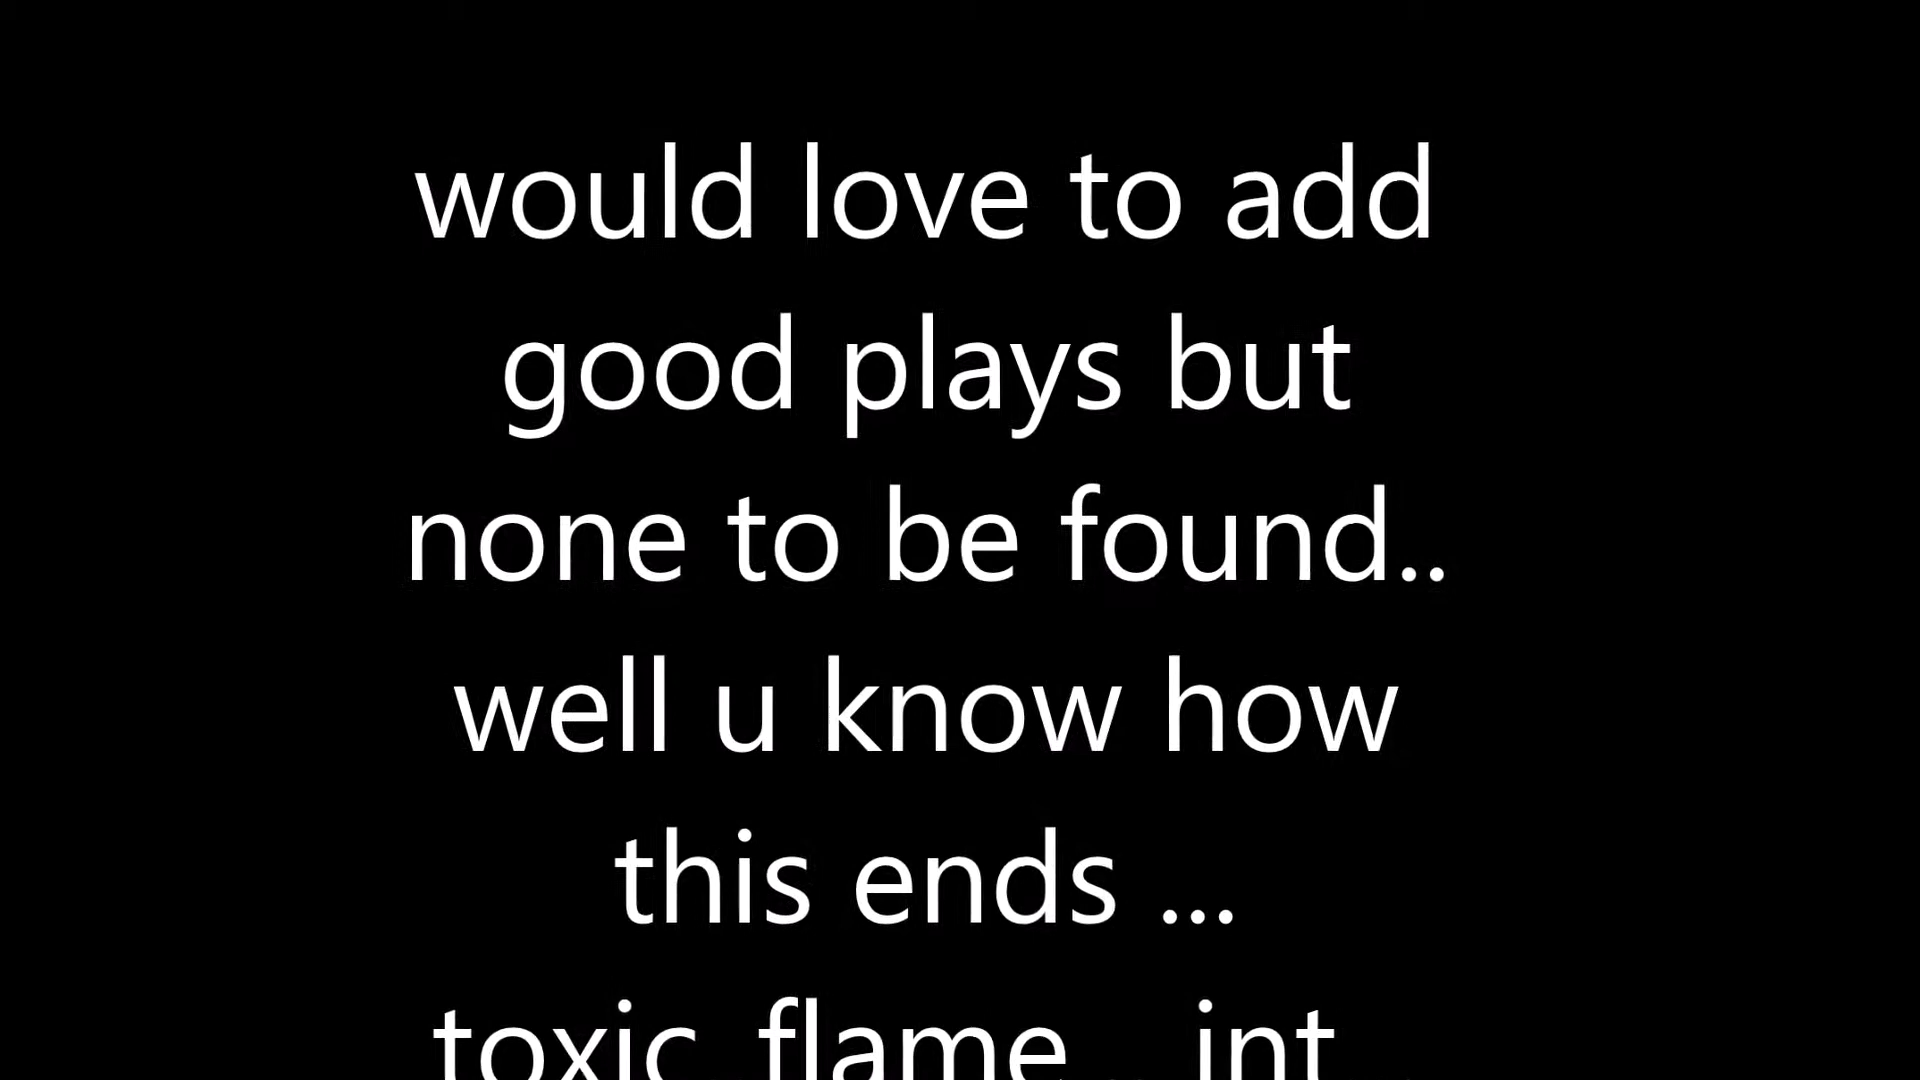 would love to add
good plays but
none to be found..
well u know how
this ends ...
toxic flame int